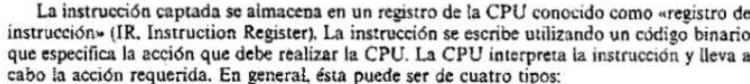 La instrucción captada se almacena en un registro de la CPU conocido como «registro de
instrucción» (IR, Instruction Register). La instrucción se escribe utilizando un código binario
que especifica la acción que debe realizar la CPU. La CPU interpreta la instrucción y lleva a
cabo la acción requerida. En general, ésta puede ser de cuatro tipos: